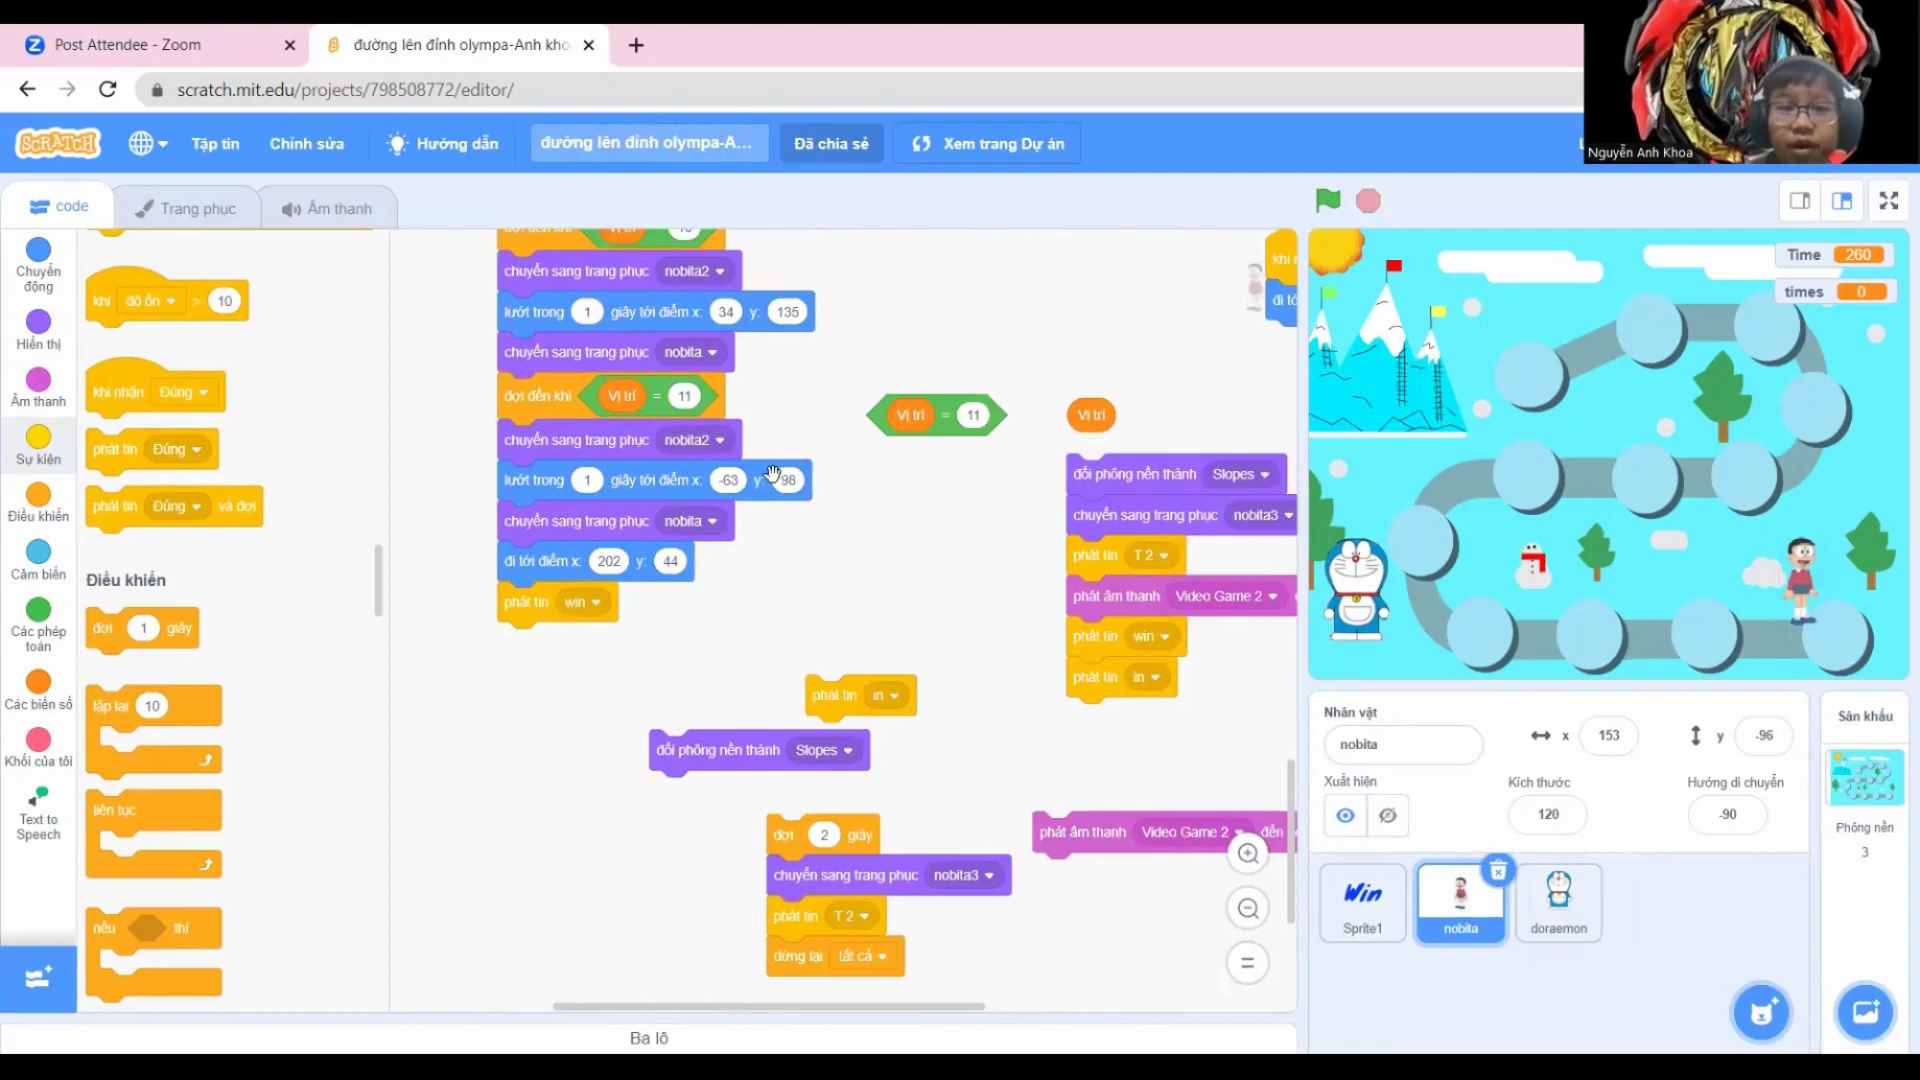 Post Attendee - Zoom
đường lên đỉnh olympa-Anh kho
scratch.mit.edu/projects/798508772/editor/
Nguyễn Anh Khoa
SCRATCH
Tập tin
Chỉnh sửa
Hướng dẫn
đường lên đỉnh olympa-A...
Đã chia sẻ
Xem trang Dự án
code
Trang phục
Âm thanh
Chuyển động
Hiển thị
Âm thanh
Sự kiện
Điều khiển
Cảm biến
Các phép toán
Các biến số
Khối của tôi
Text to Speech
khi độ ồn > 10
khi nhận Đúng
phát tin Đúng
phát tin Đúng và đợi
Điều khiển
đợi 1 giây
lặp lại 10
liên tục
nếu thì
chuyển sang trang phục nobita2
lướt trong 1 giây tới điểm x: 34 y: 135
chuyển sang trang phục nobita
đợi đến khi Vị trí = 11
chuyển sang trang phục nobita2
lướt trong 1 giây tới điểm x: -63 y: 98
chuyển sang trang phục nobita
đi tới điểm x: 202 y: 44
phát tin win
Vị trí = 11
Vị trí
đổi phông nền thành Slopes
chuyển sang trang phục nobita3
phát tin T 2
phát âm thanh Video Game 2
phát tin win
phát tin in
phát tin in
đổi phông nền thành Slopes
đợi 2 giây
chuyển sang trang phục nobita3
phát tin T 2
dừng lại tất cả
phát âm thanh Video Game 2 đến
Time 260
times 0
Nhân vật
nobita
x 153
y -96
Xuất hiện
Kích thước
120
Hướng di chuyển
-90
Win
Sprite1
nobita
doraemon
Sân khấu
Phông nền
3
Ba lô